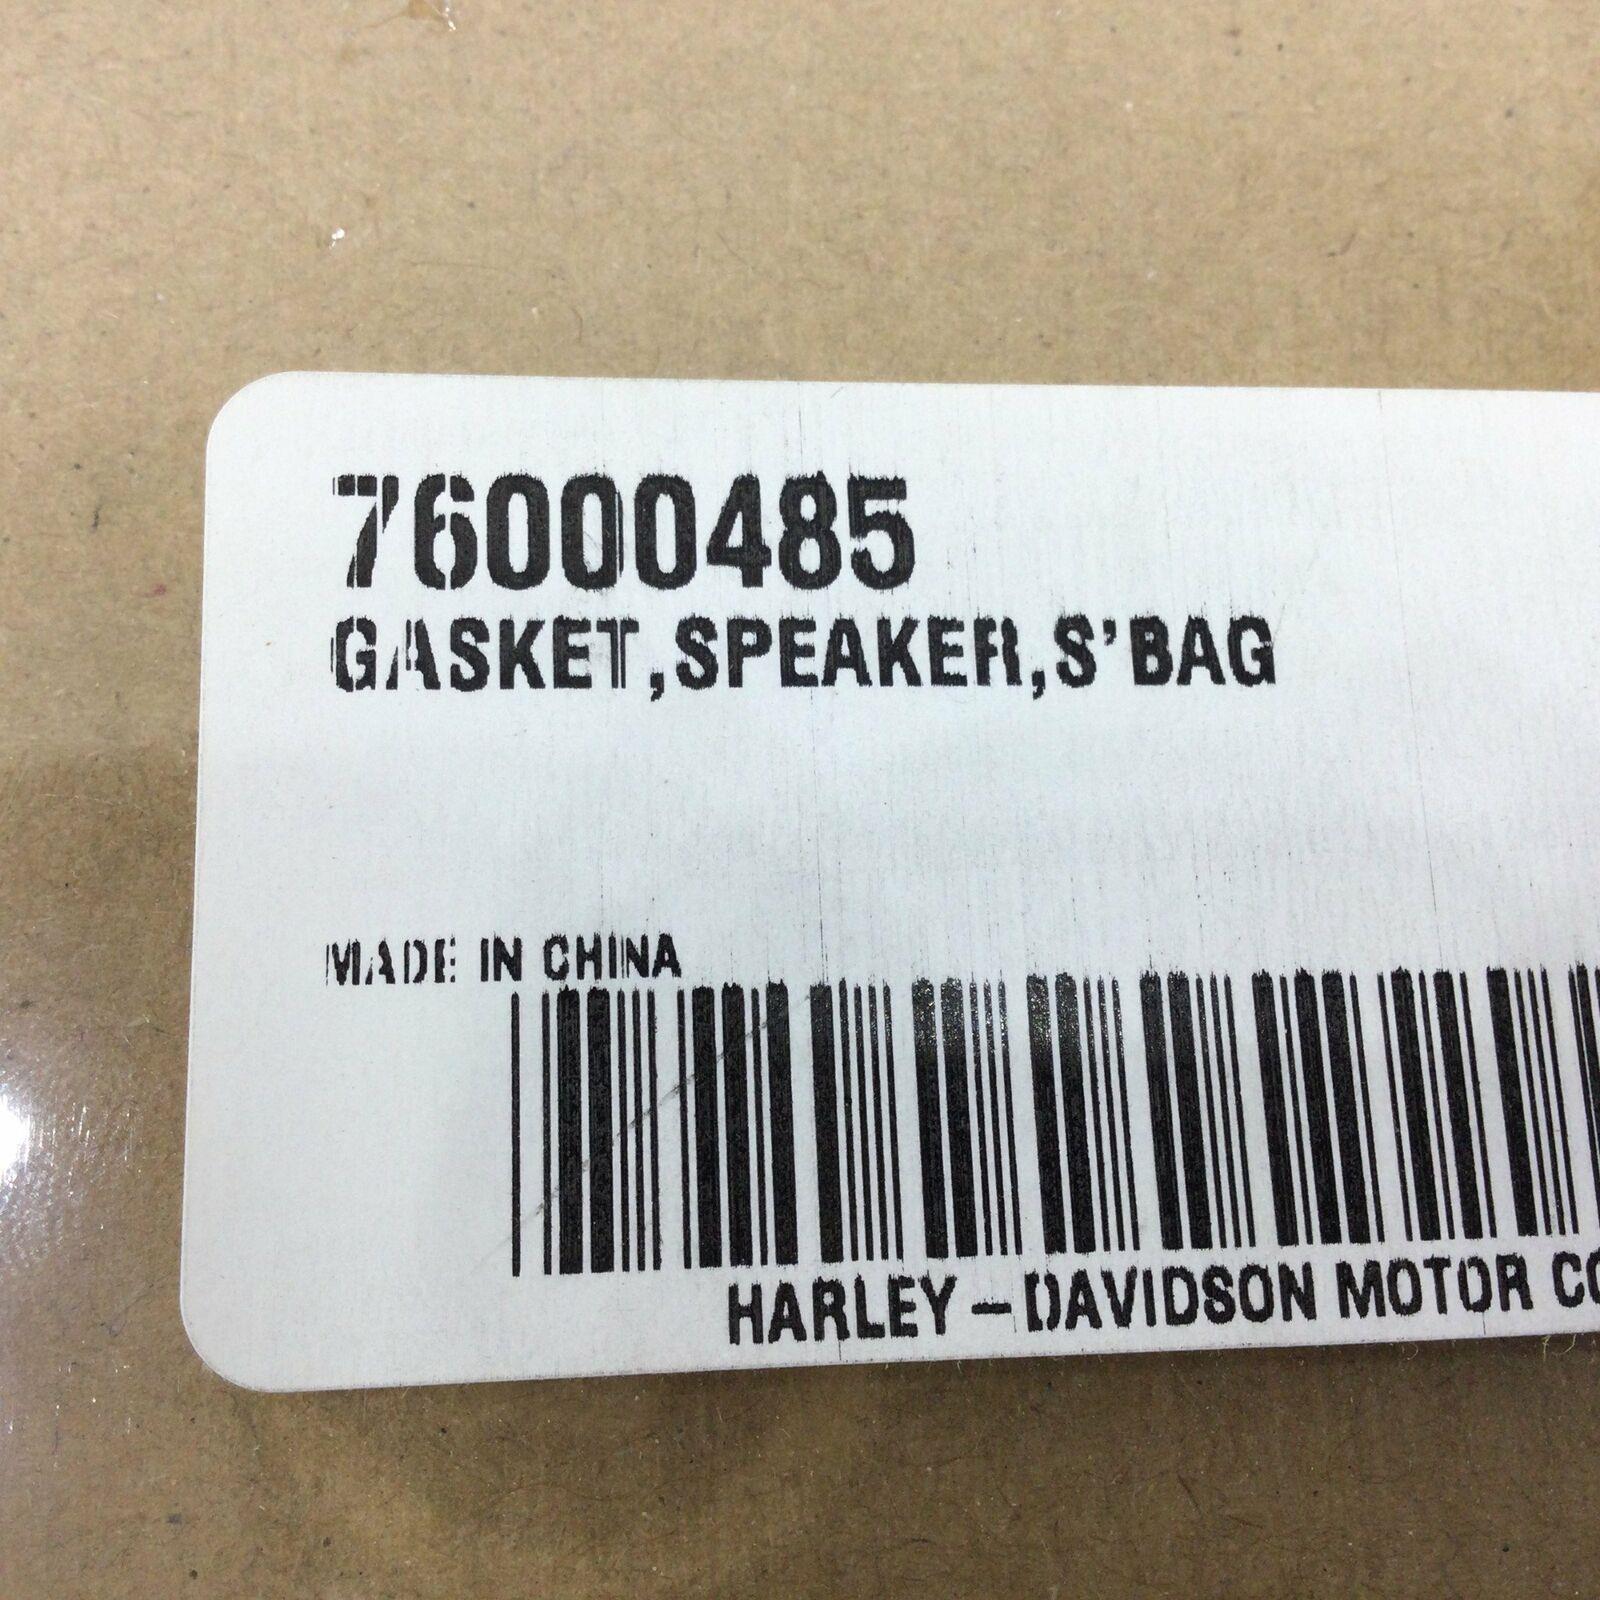 76000485
GASKET,SPEAKER,S'BAG
MADE IN CHINA
HARLEY-DAVIDSON MOTOR CO